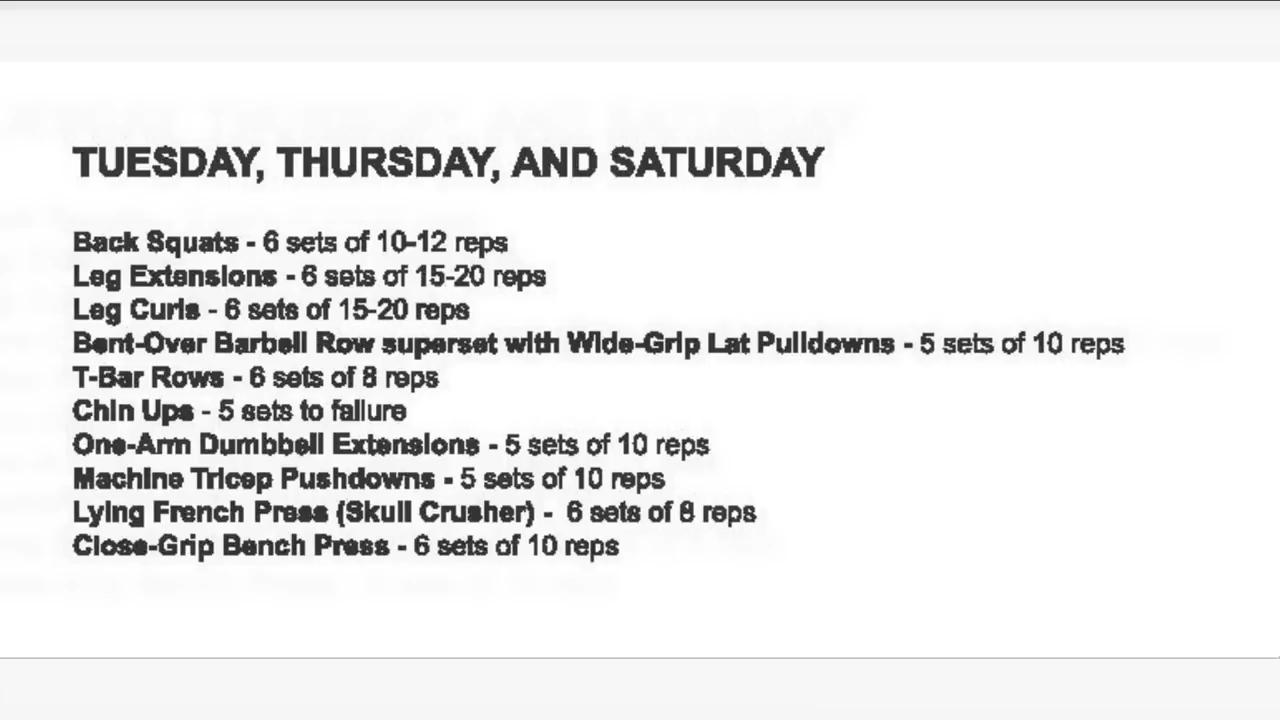 TUESDAY, THURSDAY, AND SATURDAY
Back Squats - 6 sets of 10-12 reps
Leg Extensions - 6 sets of 15-20 reps
Leg Curls - 6 sets of 15-20 reps
Bent-Over Barbell Row superset with Wide-Grip Lat Pulldowns - 5 sets of 10 reps
T-Bar Rows - 6 sets of 8 reps
Chin Ups - 5 sets to failure
One-Arm Dumbbell Extensions - 5 sets of 10 reps
Machine Tricep Pushdowns - 5 sets of 10 reps
Lying French Press (Skull Crusher) - 6 sets of 8 reps
Close-Grip Bench Press - 6 sets of 10 reps